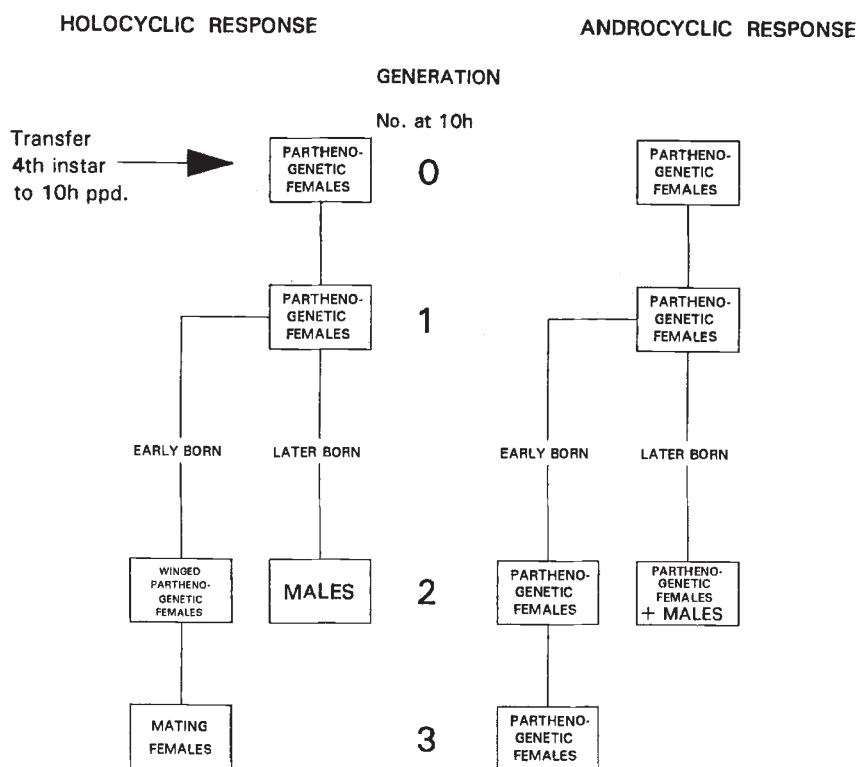 HOLOCYCLIC RESPONSE
ANDROCYCLIC RESPONSE
GENERATION
No. at 10h
Transfer
4th instar
to 10h ppd.
PARTHENO-
GENETIC
FEMALES
0
PARTHENO-
GENETIC
FEMALES
PARTHENO-
GENETIC
FEMALES
1
PARTHENO-
GENETIC
FEMALES
EARLY BORN
LATER BORN
EARLY BORN
LATER BORN
WINGED
PARTHENO-
GENETIC
FEMALES
MALES
2
PARTHENO-
GENETIC
FEMALES
PARTHENO-
GENETIC
FEMALES
+ MALES
MATING
FEMALES
3
PARTHENO-
GENETIC
FEMALES